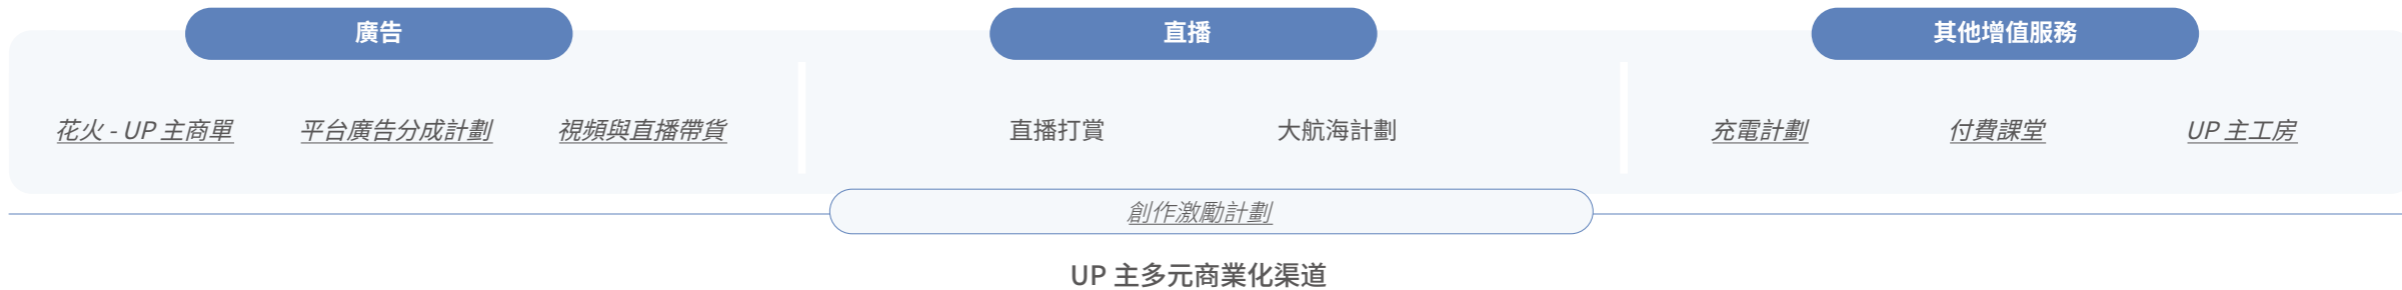 廣告
直播
其他增值服務
花火 - UP 主商單
平台廣告分成計劃
視頻與直播帶貨
直播打賞
大航海計劃
充電計劃
付費課堂
UP 主工房
創作激勵計劃
UP 主多元商業化渠道